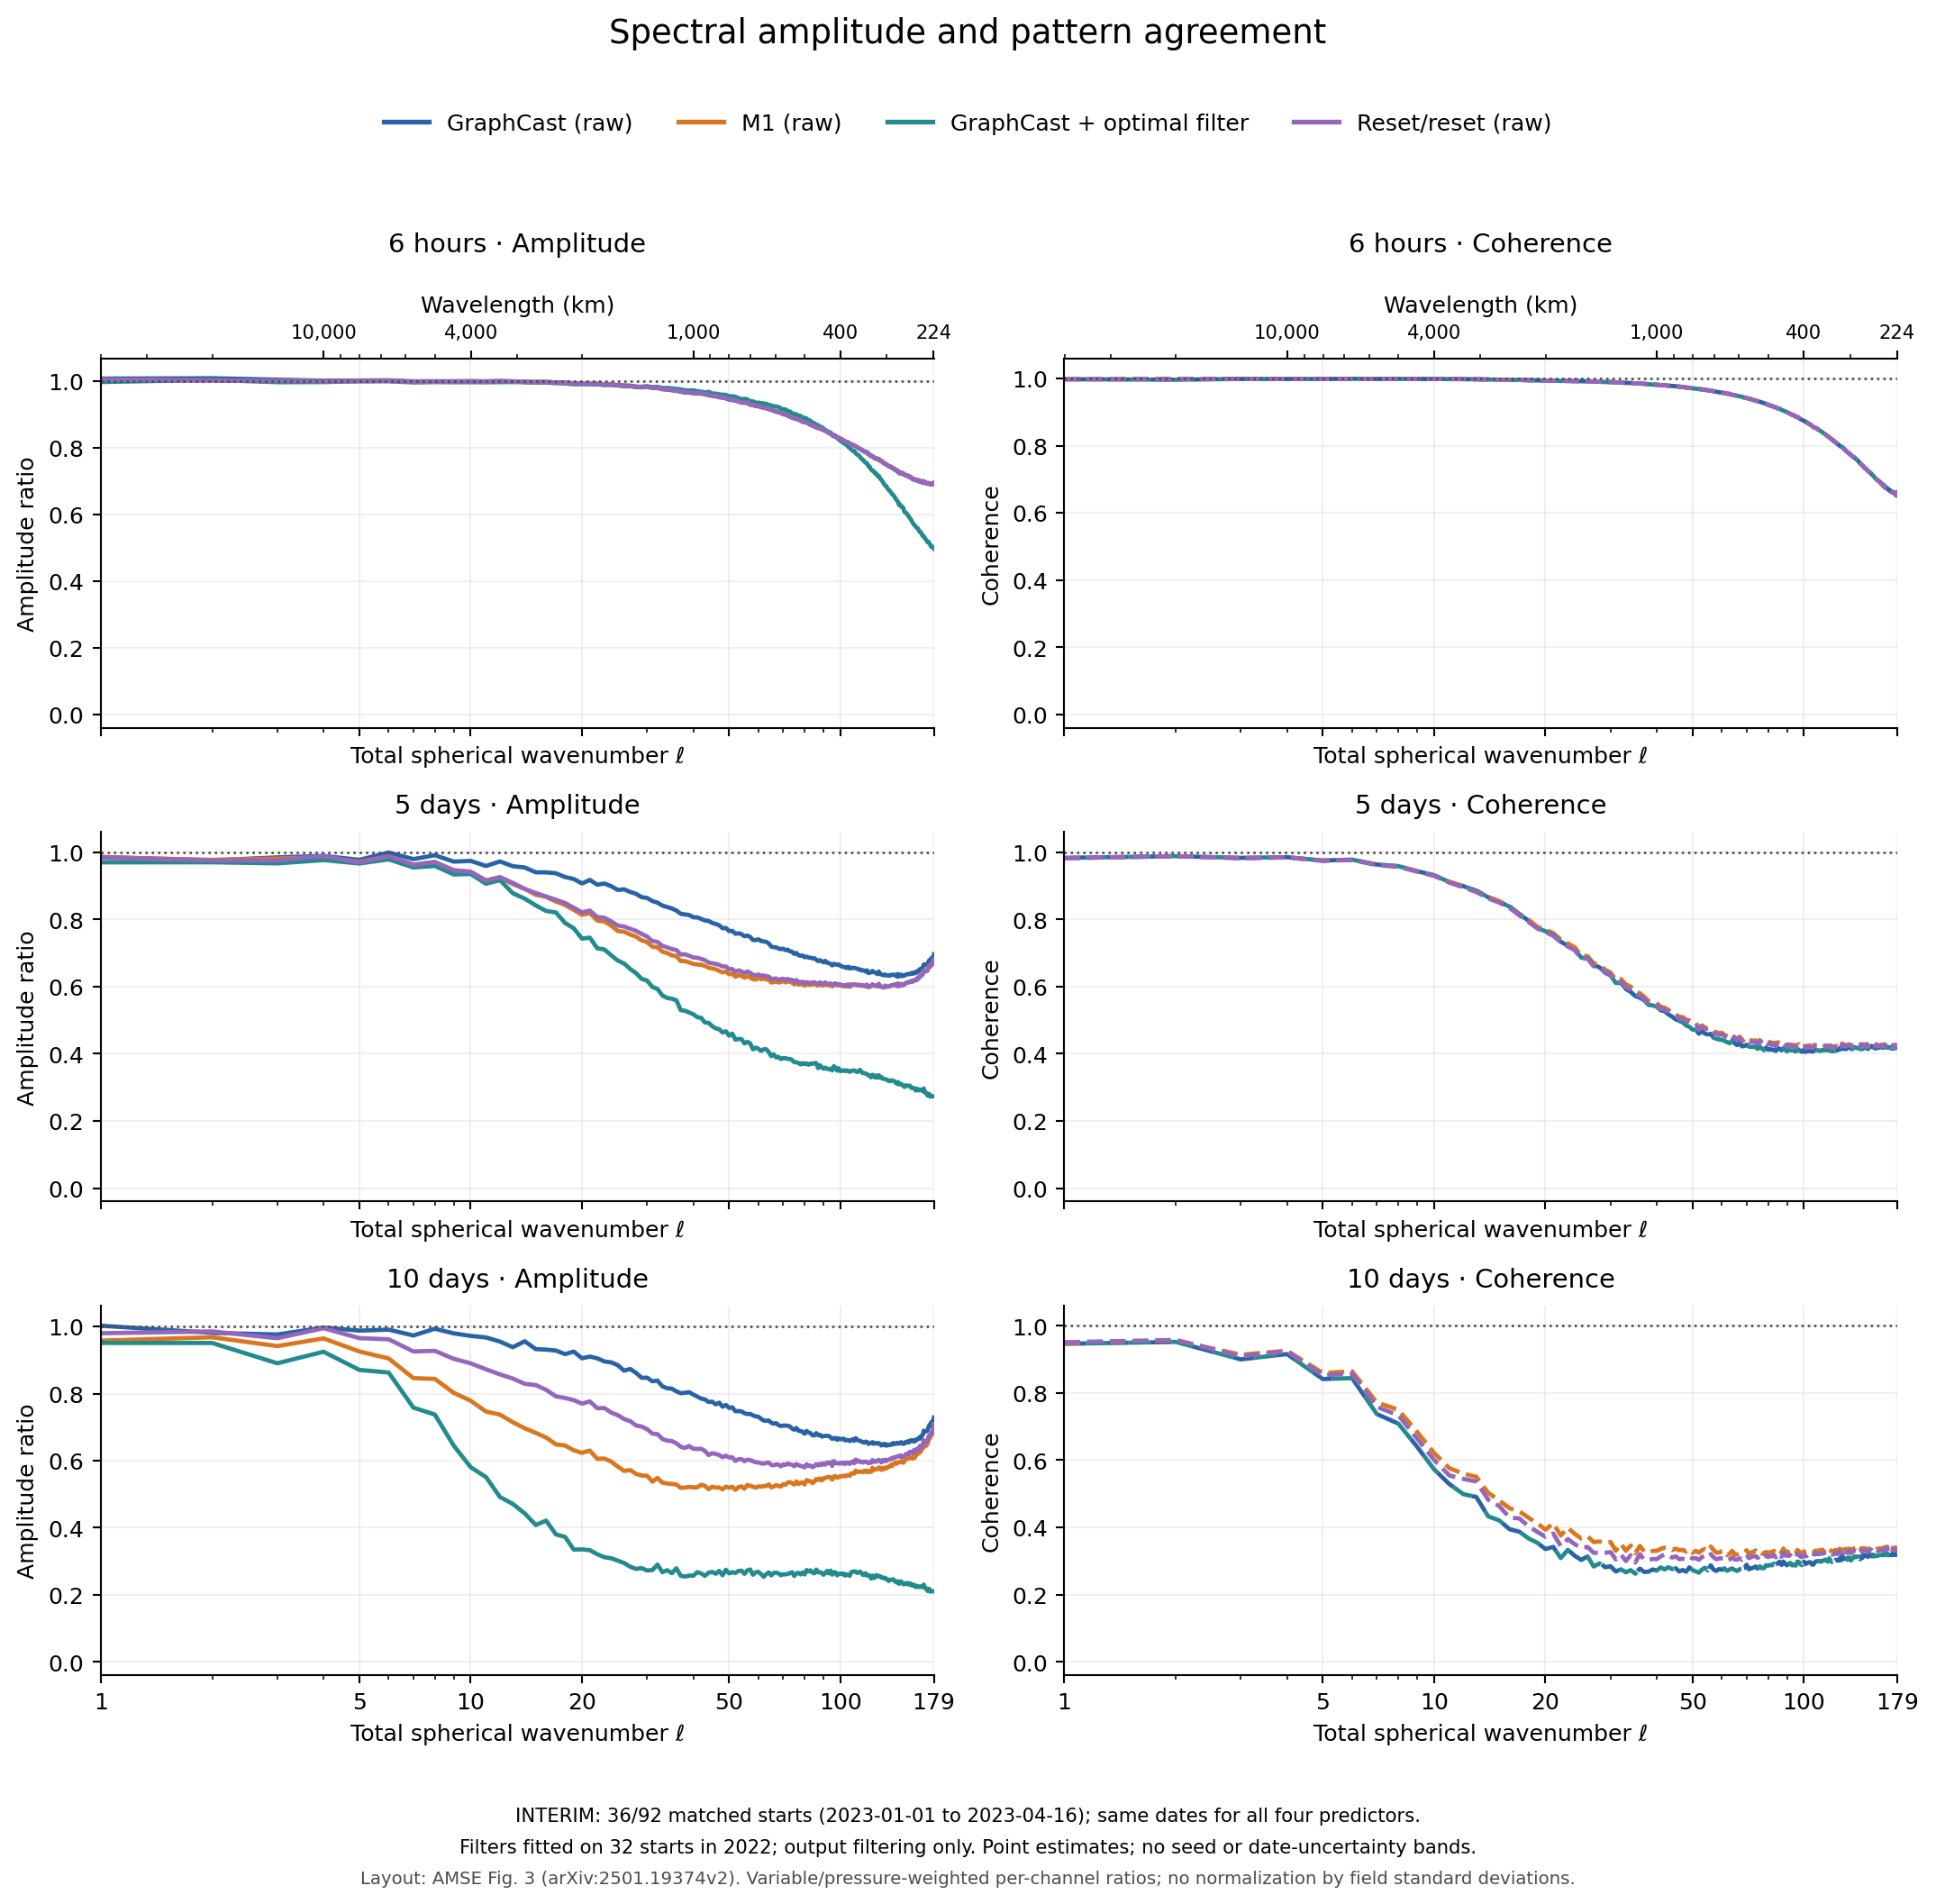 Spectral amplitude and pattern agreement
GraphCast (raw) M1 (raw) GraphCast + optimal filter Reset/reset (raw)
6 hours · Amplitude
Wavelength (km)
10,000 4,000 1,000 400 224
1.0
0.8
0.6
0.4
0.2
0.0
Amplitude ratio
Total spherical wavenumber ℓ
6 hours · Coherence
Wavelength (km)
10,000 4,000 1,000 400 224
1.0
0.8
0.6
0.4
0.2
0.0
Coherence
Total spherical wavenumber ℓ
5 days · Amplitude
1.0
0.8
0.6
0.4
0.2
0.0
Amplitude ratio
Total spherical wavenumber ℓ
5 days · Coherence
1.0
0.8
0.6
0.4
0.2
0.0
Coherence
Total spherical wavenumber ℓ
10 days · Amplitude
1.0
0.8
0.6
0.4
0.2
0.0
Amplitude ratio
1 5 10 20 50 100 179
Total spherical wavenumber ℓ
10 days · Coherence
1.0
0.8
0.6
0.4
0.2
0.0
Coherence
1 5 10 20 50 100 179
Total spherical wavenumber ℓ
INTERIM: 36/92 matched starts (2023-01-01 to 2023-04-16); same dates for all four predictors.
Filters fitted on 32 starts in 2022; output filtering only. Point estimates; no seed or date-uncertainty bands.
Layout: AMSE Fig. 3 (arXiv:2501.19374v2). Variable/pressure-weighted per-channel ratios; no normalization by field standard deviations.